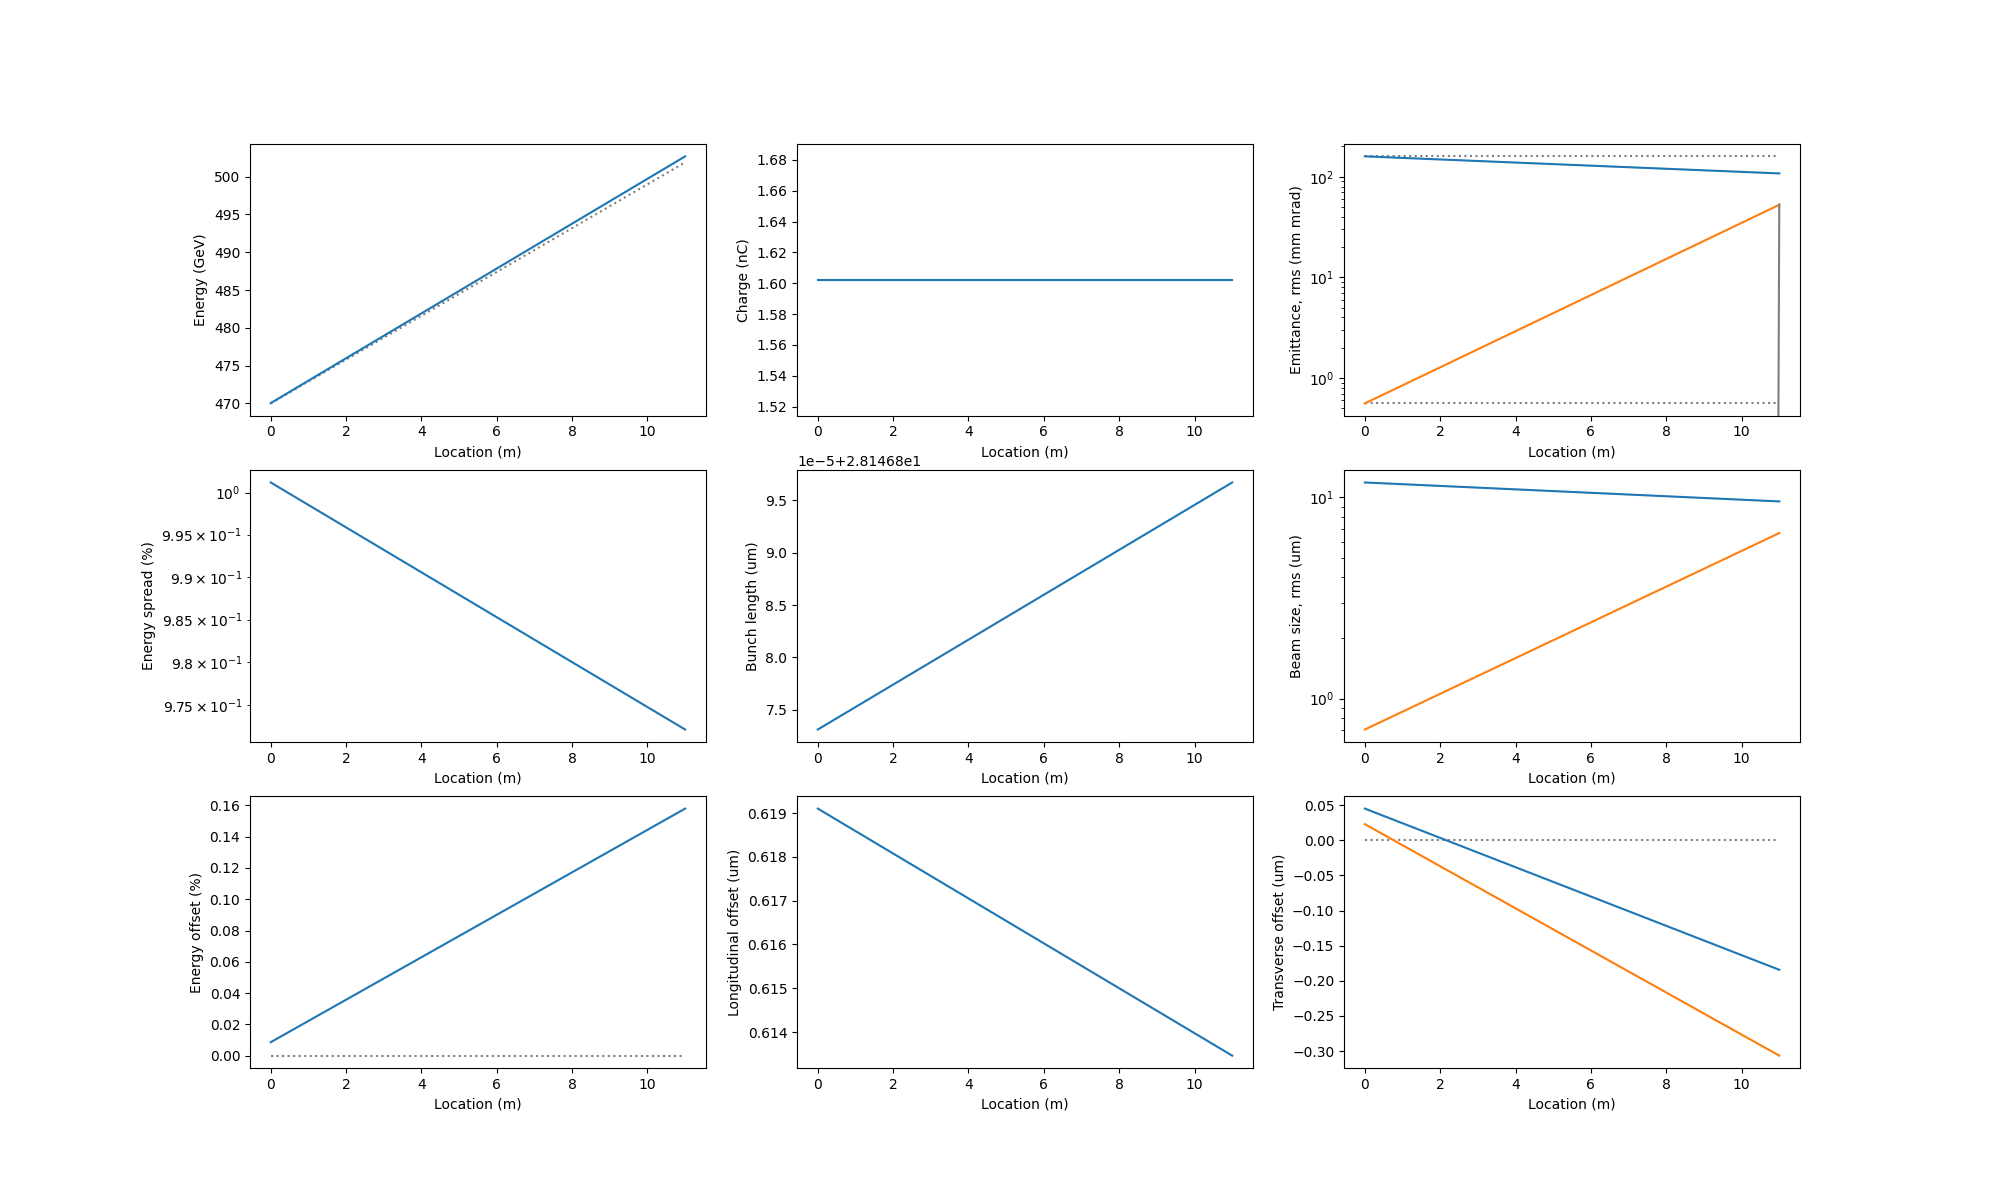 500
495
490
485
480
475
470
Energy (GeV)
0 2 4 6 8 10
Location (m)
1.68
1.66
1.64
1.62
1.60
1.58
1.56
1.54
1.52
Charge (nC)
0 2 4 6 8 10
Location (m)
10²
10¹
10⁰
Emittance, rms (mm mrad)
0 2 4 6 8 10
Location (m)
10⁰
9.95 × 10⁻¹
9.9 × 10⁻¹
9.85 × 10⁻¹
9.8 × 10⁻¹
9.75 × 10⁻¹
Energy spread (%)
0 2 4 6 8 10
Location (m)
1e−5+2.81468e1
9.5
9.0
8.5
8.0
7.5
Bunch length (um)
0 2 4 6 8 10
Location (m)
10¹
10⁰
Beam size, rms (um)
0 2 4 6 8 10
Location (m)
0.16
0.14
0.12
0.10
0.08
0.06
0.04
0.02
0.00
Energy offset (%)
0 2 4 6 8 10
Location (m)
0.619
0.618
0.617
0.616
0.615
0.614
Longitudinal offset (um)
0 2 4 6 8 10
Location (m)
0.05
0.00
−0.05
−0.10
−0.15
−0.20
−0.25
−0.30
Transverse offset (um)
0 2 4 6 8 10
Location (m)